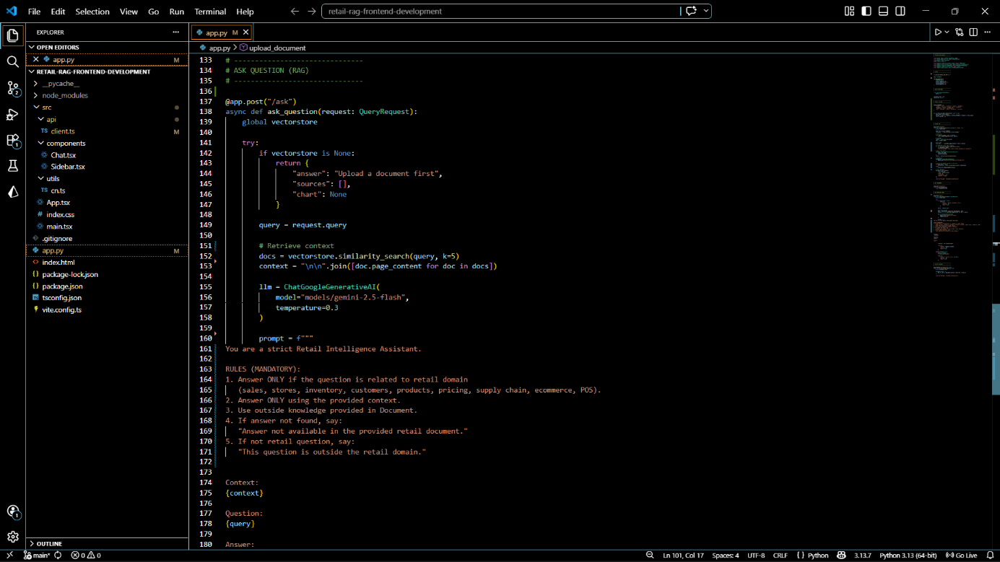 File Edit Selection View Go Run Terminal Help
retail-rag-frontend-development
EXPLORER
OPEN EDITORS
app.py M
RETAIL-RAG-FRONTEND-DEVELOPMENT
__pycache__
node_modules
src
api
TS client.ts M
components
Chat.tsx
Sidebar.tsx
utils
TS cn.ts
App.tsx
# index.css
main.tsx
.gitignore
app.py M
index.html
package-lock.json
package.json
tsconfig.json
vite.config.ts
OUTLINE
app.py M
app.py > upload_document
133 # -------------------------------
134 # ASK QUESTION (RAG)
135 # -------------------------------
136
137 @app.post("/ask")
138 async def ask_question(request: QueryRequest):
139 global vectorstore
140
141 try:
142 if vectorstore is None:
143 return {
144 "answer": "Upload a document first",
145 "sources": [],
146 "chart": None
147 }
148
149 query = request.query
150
151 # Retrieve context
152 docs = vectorstore.similarity_search(query, k=5)
153 context = "\n\n".join([doc.page_content for doc in docs])
154
155 llm = ChatGoogleGenerativeAI(
156 model="models/gemini-2.5-flash",
157 temperature=0.3
158 )
159
160 prompt = f"""
161 You are a strict Retail Intelligence Assistant.
162
163 RULES (MANDATORY):
164 1. Answer ONLY if the question is related to retail domain
165 (sales, stores, inventory, customers, products, pricing, supply chain, ecommerce, POS).
166 2. Answer ONLY using the provided context.
167 3. Use outside knowledge provided in Document.
168 4. If answer not found, say:
169 "Answer not available in the provided retail document."
170 5. If not retail question, say:
171 "This question is outside the retail domain."
172
173
174 Context:
175 {context}
176
177 Question:
178 {query}
179
180 Answer:
main* 0 0
Ln 101, Col 17 Spaces: 4 UTF-8 CRLF { } Python 3.13.7 Python 3.13 (64-bit) Go Live